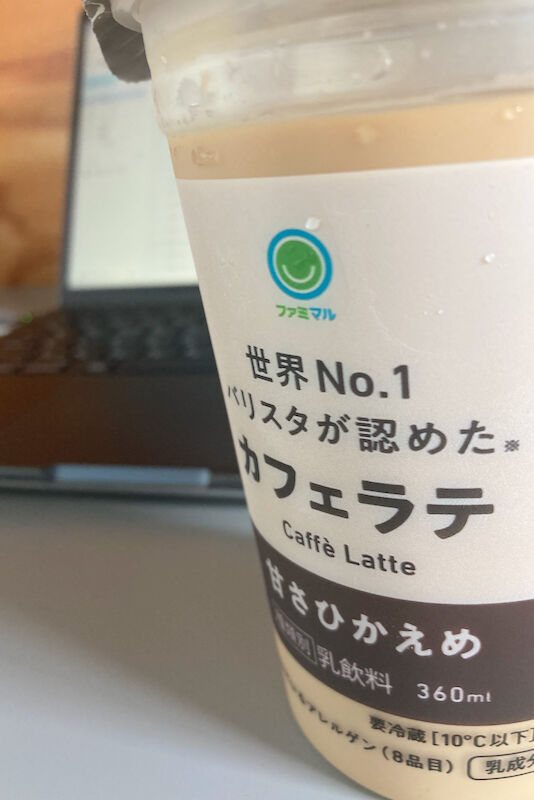 ファミマル
世界 No.1
バリスタが認めた※
カフェラテ
Caffè Latte
甘さひかえめ
種類別 乳飲料 360ml
要冷蔵[10℃以下]
アレルゲン(8品目) 乳成分